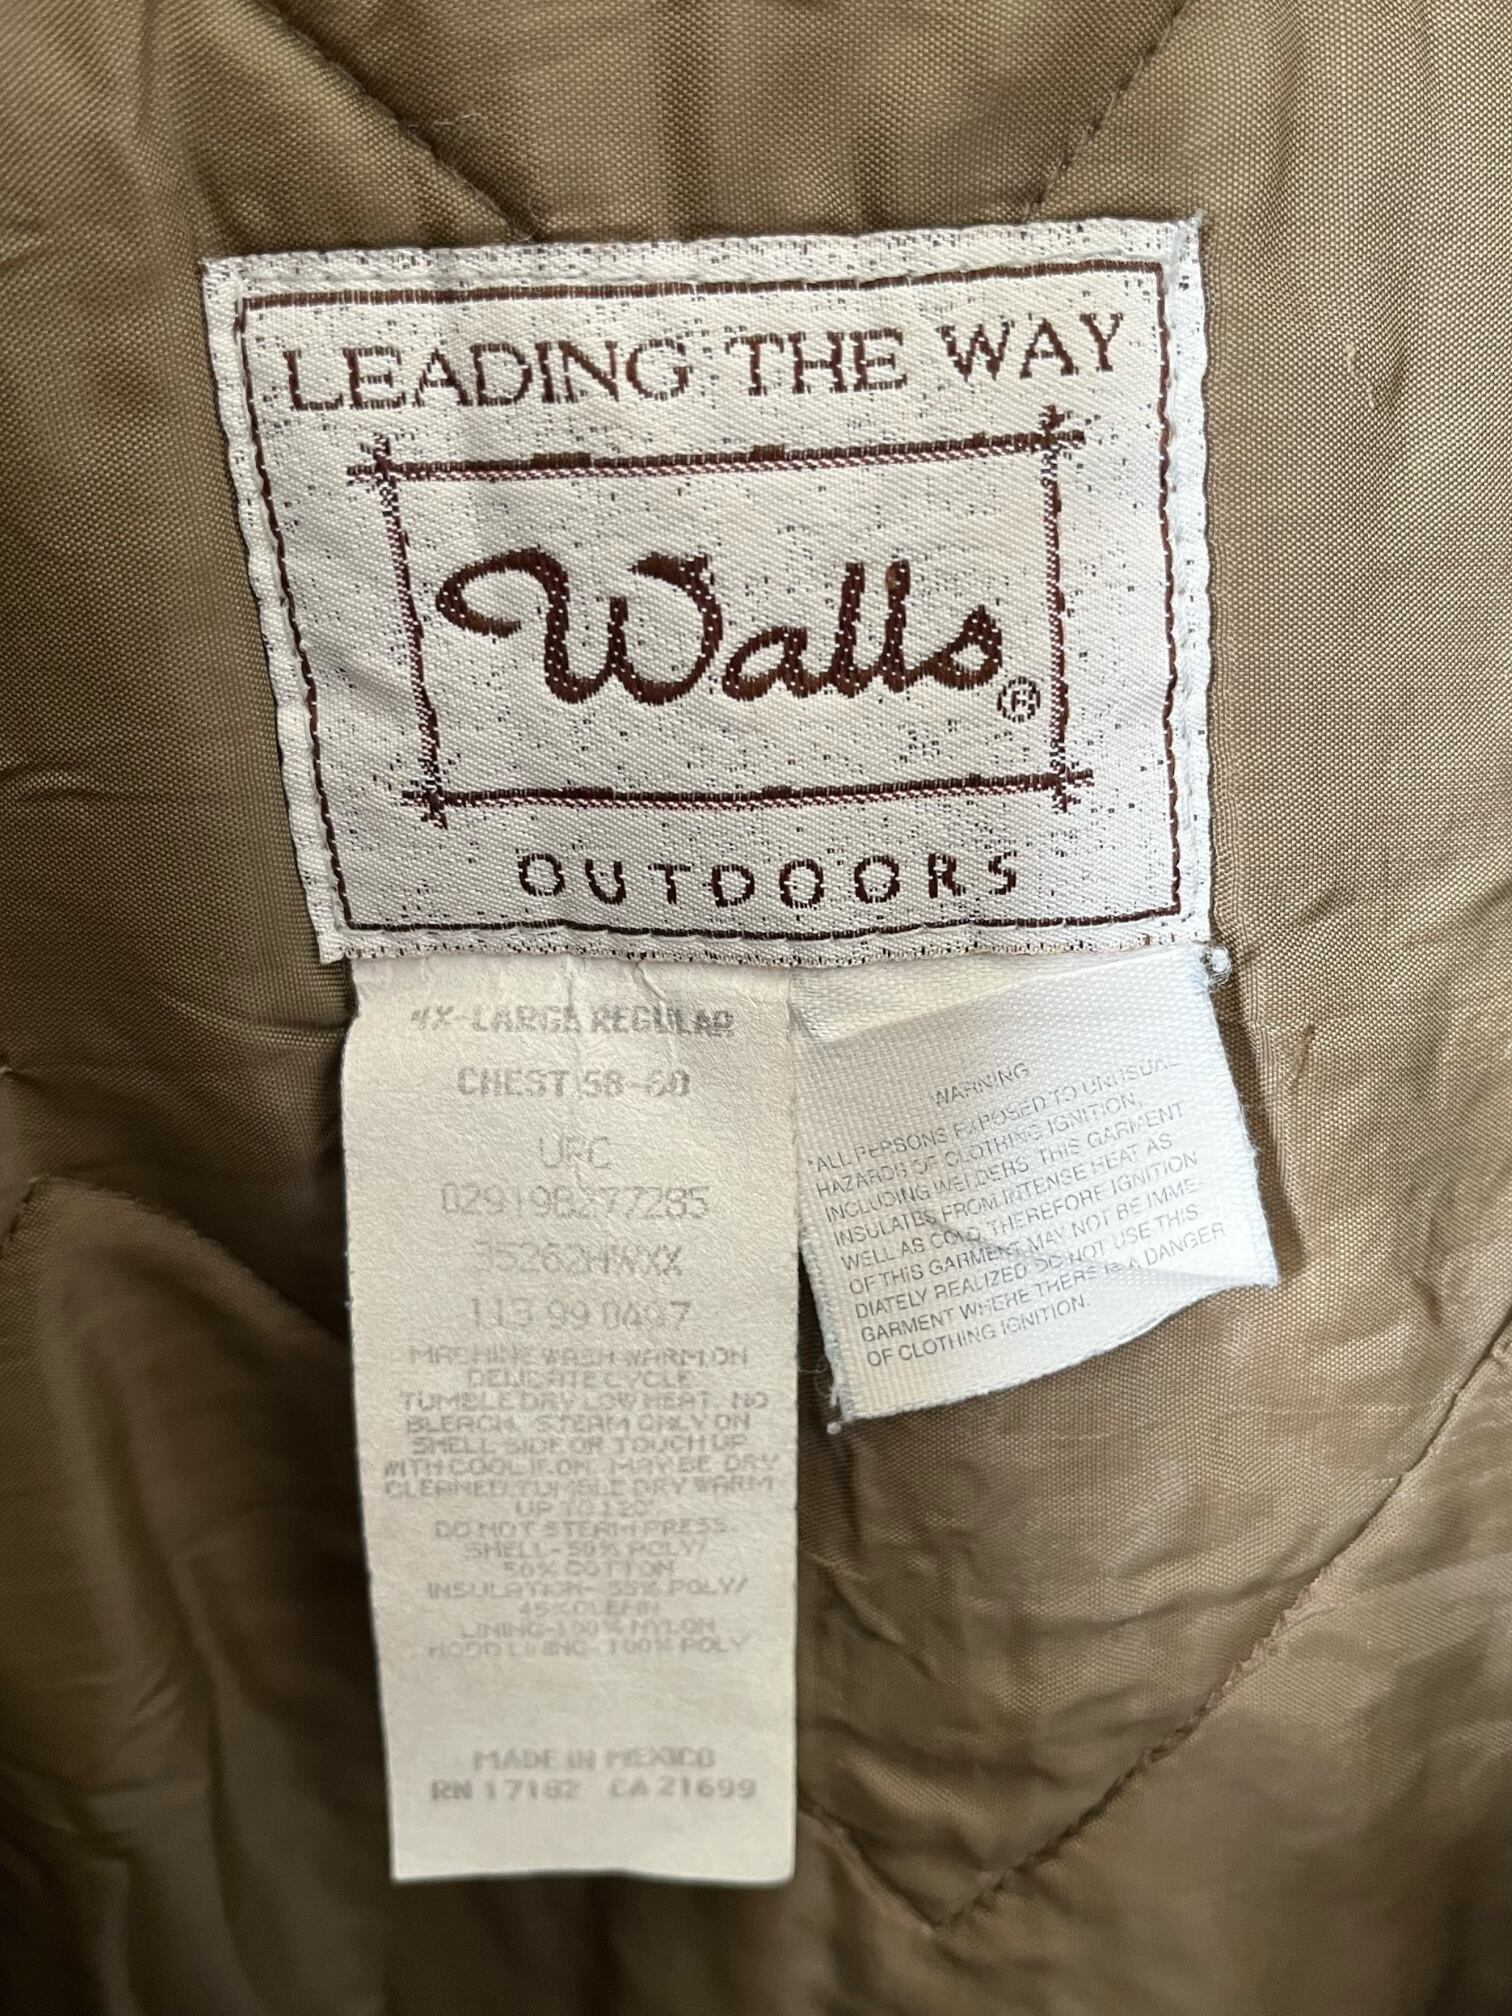 LEADING THE WAY
Walls ®
OUTDOORS
4X-LARGE REGULAR
CHEST 58-60
UPC
029198277285
35262HWXX
113 99 0497
MACHINE WASH WARM ON
DELICATE CYCLE.
TUMBLE DRY LOW HEAT. NO
BLEACH. STEAM ONLY ON
SHELL SIDE OR TOUCH UP
WITH COOL IRON. MAY BE DRY
CLEANED TUMBLE DRY WARM
UP TO 120°
DO NOT STEAM PRESS.
SHELL-50% POLY/
50% COTTON
INSULATION- 55% POLY/
45% OLEFIN
LINING-100% NYLON
HOOD LINING-100% POLY
MADE IN MEXICO
RN 17182 CA 21699
WARNING
"ALL PERSONS EXPOSED TO UNUSUAL
HAZARDS OF CLOTHING IGNITION,
INCLUDING WELDERS. THIS GARMENT
INSULATES FROM INTENSE HEAT AS
WELL AS COLD, THEREFORE IGNITION
OF THIS GARMENT MAY NOT BE IMME-
DIATELY REALIZED DO NOT USE THIS
GARMENT WHERE THERE IS A DANGER
OF CLOTHING IGNITION.